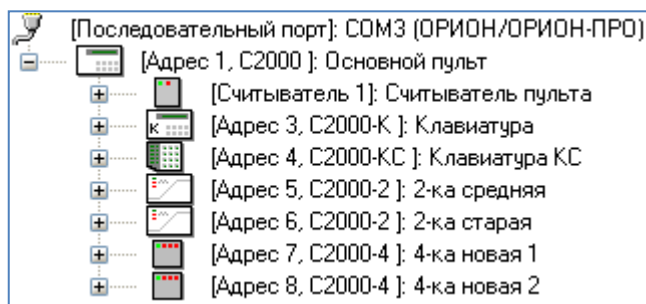 [Последовательный порт]: COM3 (ОРИОН/ОРИОН-ПРО)
[Адрес 1, С2000 ]: Основной пульт
[Считыватель 1]: Считыватель пульта
[Адрес 3, С2000-К ]: Клавиатура
[Адрес 4, С2000-КС ]: Клавиатура КС
[Адрес 5, С2000-2 ]: 2-ка средняя
[Адрес 6, С2000-2 ]: 2-ка старая
[Адрес 7, С2000-4 ]: 4-ка новая 1
[Адрес 8, С2000-4 ]: 4-ка новая 2